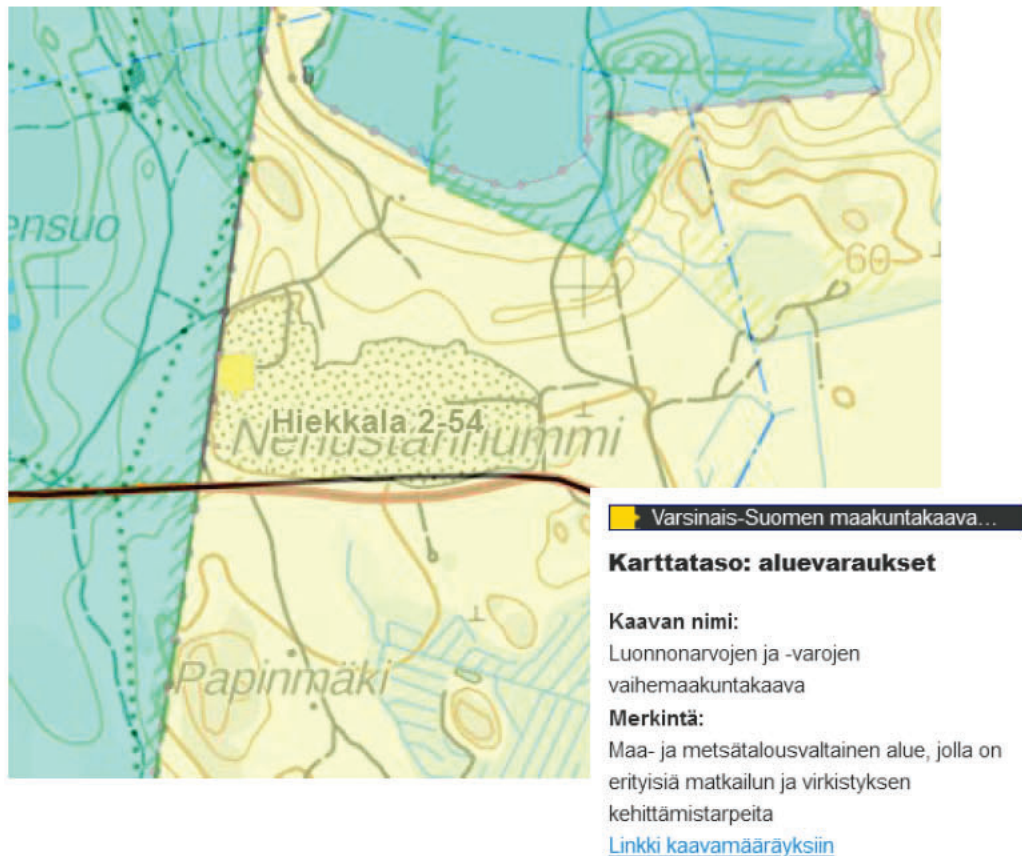 ensuo
60
Hiekkala 2-54
Nenustannummi
Papinmäki
Varsinais-Suomen maakuntakaava...
Karttataso: aluevaraukset
Kaavan nimi:
Luonnonarvojen ja -varojen
vaihemaakuntakaava
Merkintä:
Maa- ja metsätalousvaltainen alue, jolla on
erityisiä matkailun ja virkistyksen
kehittämistarpeita
Linkki kaavamääräyksiin